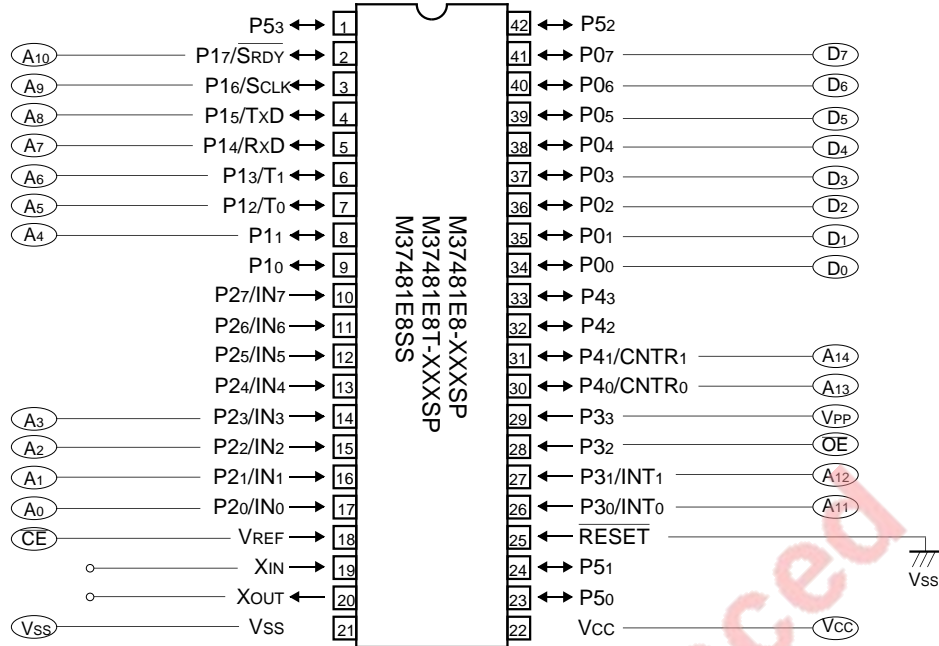 P53 1 42 P52
A10 P17/SRDY 2 41 P07 D7
A9 P16/SCLK 3 40 P06 D6
A8 P15/TxD 4 39 P05 D5
A7 P14/RxD 5 38 P04 D4
A6 P13/T1 6 37 P03 D3
A5 P12/T0 7 36 P02 D2
A4 P11 8 35 P01 D1
P10 9 34 P00 D0
P27/IN7 10 33 P43
P26/IN6 11 32 P42
P25/IN5 12 31 P41/CNTR1 A14
P24/IN4 13 30 P40/CNTR0 A13
A3 P23/IN3 14 29 P33 VPP
A2 P22/IN2 15 28 P32 OE
A1 P21/IN1 16 27 P31/INT1 A12
A0 P20/IN0 17 26 P30/INT0 A11
CE VREF 18 25 RESET
Vss
XIN 19 24 P51
XOUT 20 23 P50
Vss Vss 21 22 Vcc Vcc
M37481E8-XXXSP
M37481E8T-XXXSP
M37481E8SS